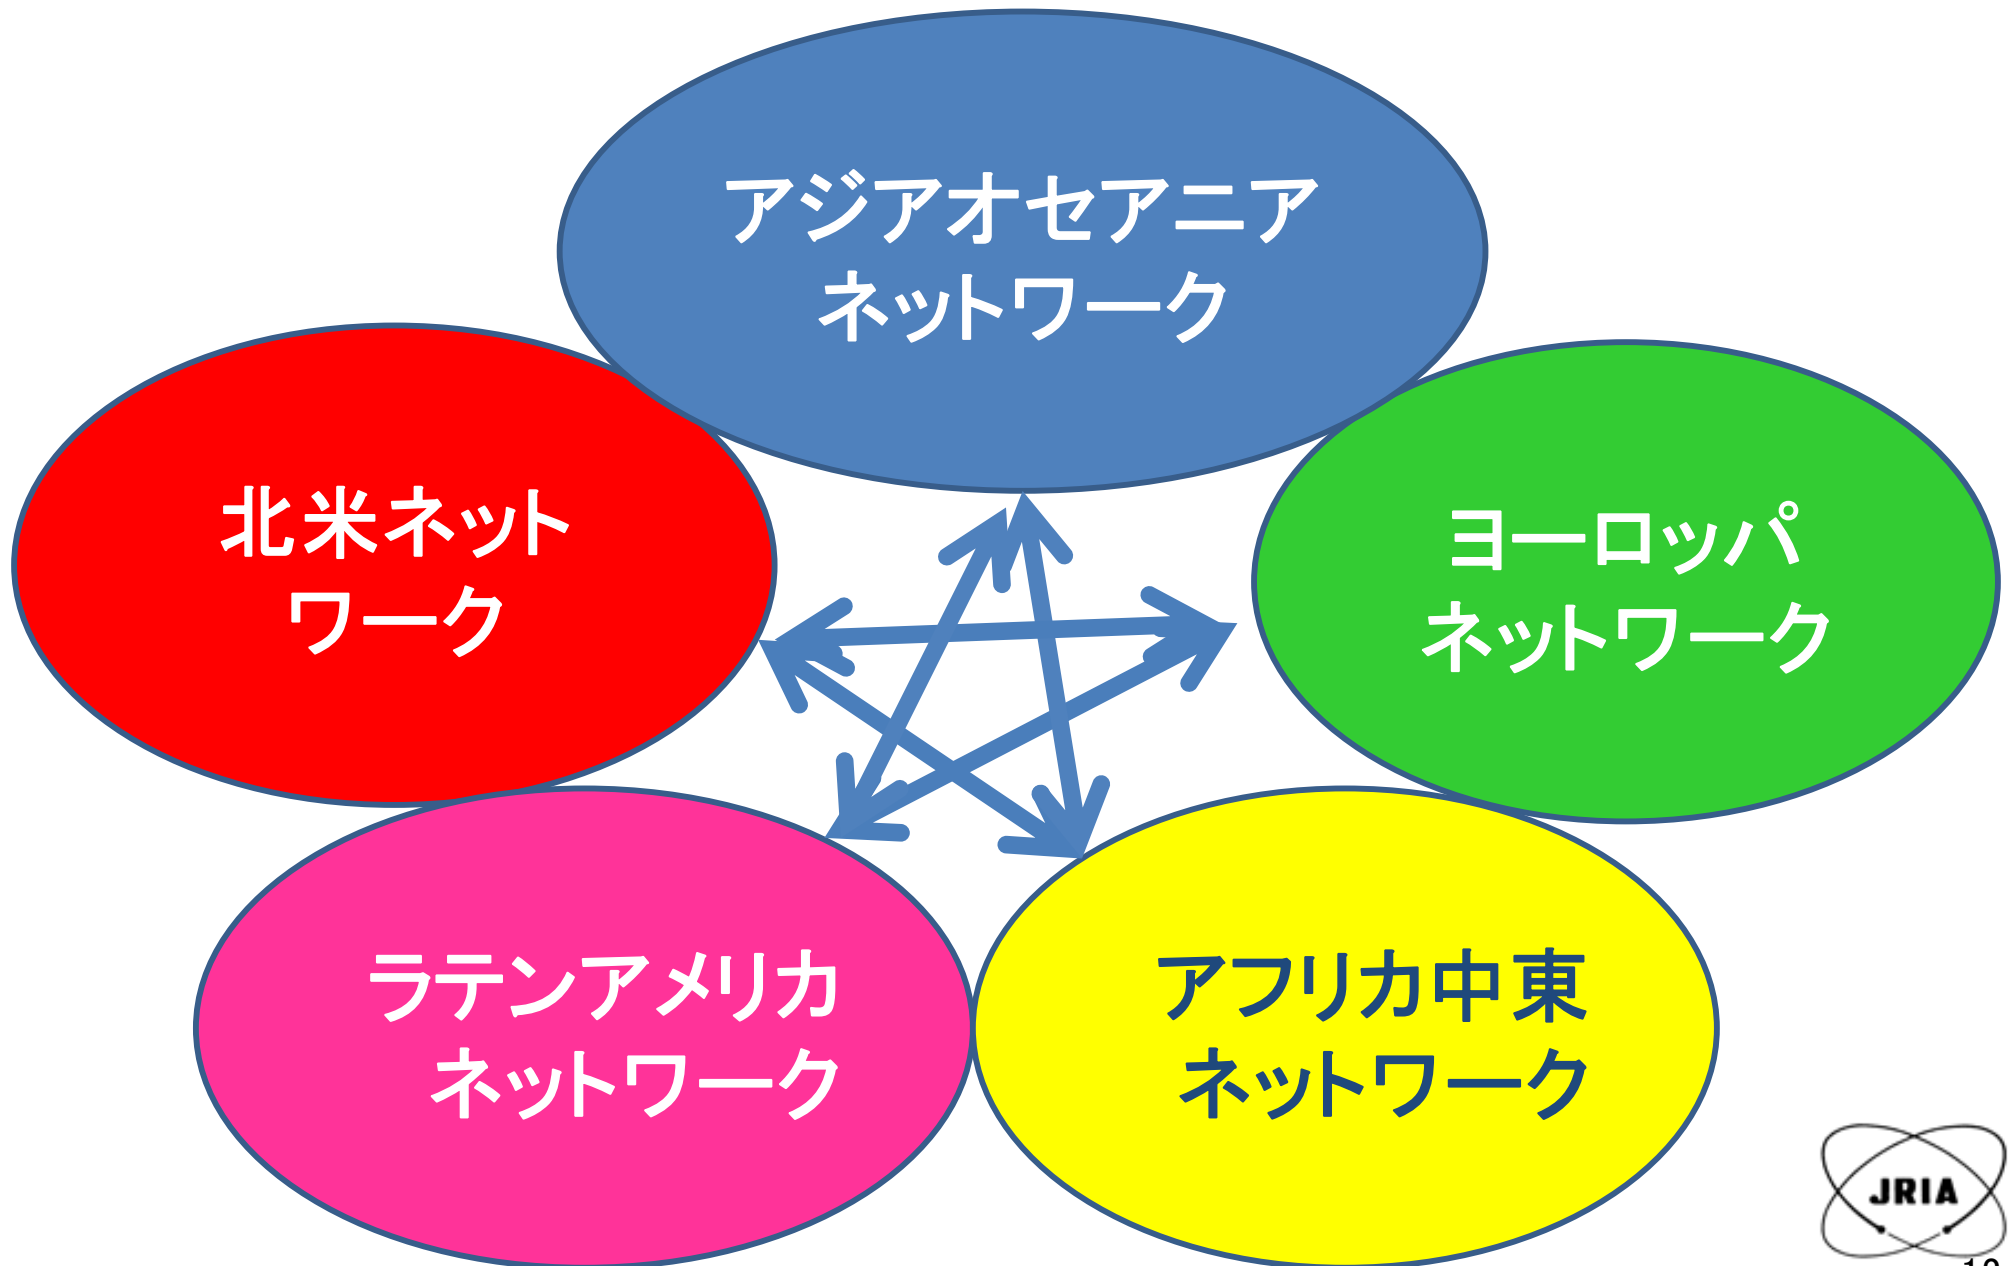 アジアオセアニア
ネットワーク
北米ネット
ワーク
ヨーロッパ
ネットワーク
ラテンアメリカ
ネットワーク
アフリカ中東
ネットワーク
JRIA